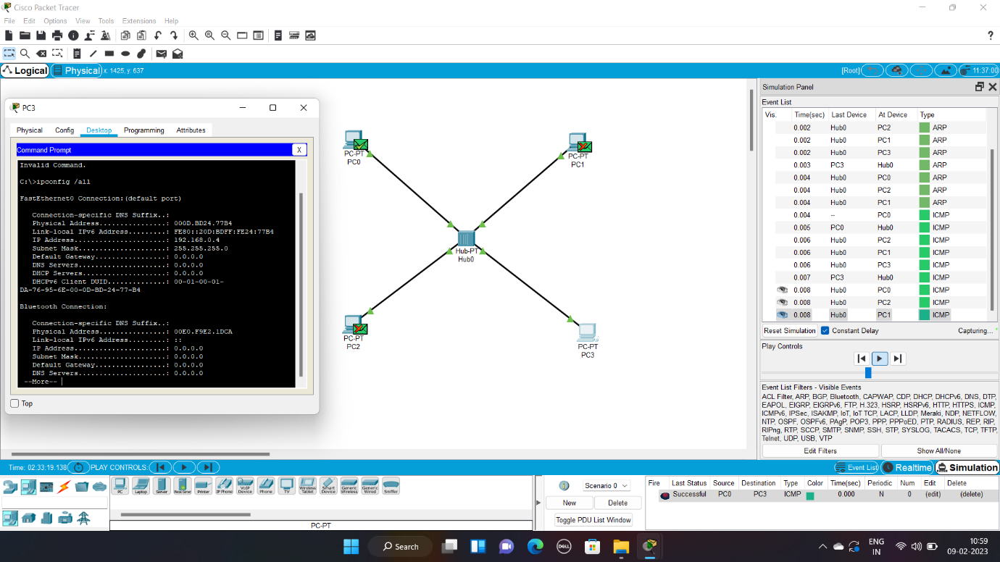 Cisco Packet Tracer
File Edit Options View Tools Extensions Help
?
Logical Physical x: 1425, y: 637 [Root] 11:37:00
PC3
Physical Config Desktop Programming Attributes
Command Prompt X
Invalid Command.
C:\>ipconfig /all
FastEthernet0 Connection:(default port)
Connection-specific DNS Suffix..:
Physical Address................: 000D.BD24.77B4
Link-local IPv6 Address.........: FE80::20D:BDFF:FE24:77B4
IP Address......................: 192.168.0.4
Subnet Mask.....................: 255.255.255.0
Default Gateway.................: 0.0.0.0
DNS Servers.....................: 0.0.0.0
DHCP Servers....................: 0.0.0.0
DHCPv6 Client DUID..............: 00-01-00-01-
DA-76-95-6E-00-0D-BD-24-77-B4
Bluetooth Connection:
Connection-specific DNS Suffix..:
Physical Address................: 00E0.F9E2.1DCA
Link-local IPv6 Address.........: ::
IP Address......................: 0.0.0.0
Subnet Mask.....................: 0.0.0.0
Default Gateway.................: 0.0.0.0
DNS Servers.....................: 0.0.0.0
--More--
Top
PC-PT
PC0
PC-PT
PC1
Hub-PT
Hub0
PC-PT
PC2
PC-PT
PC3
Simulation Panel
Event List
Vis. Time(sec) Last Device At Device Type
0.002 Hub0 PC2 ARP
0.002 Hub0 PC1 ARP
0.002 Hub0 PC3 ARP
0.003 PC3 Hub0 ARP
0.004 Hub0 PC0 ARP
0.004 Hub0 PC2 ARP
0.004 Hub0 PC1 ARP
0.004 -- PC0 ICMP
0.005 PC0 Hub0 ICMP
0.006 Hub0 PC2 ICMP
0.006 Hub0 PC1 ICMP
0.006 Hub0 PC3 ICMP
0.007 PC3 Hub0 ICMP
0.008 Hub0 PC0 ICMP
0.008 Hub0 PC2 ICMP
0.008 Hub0 PC1 ICMP
Reset Simulation Constant Delay Capturing...
Play Controls
Event List Filters - Visible Events
ACL Filter, ARP, BGP, Bluetooth, CAPWAP, CDP, DHCP, DHCPv6, DNS, DTP,
EAPOL, EIGRP, EIGRPv6, FTP, H.323, HSRP, HSRPv6, HTTP, HTTPS, ICMP,
ICMPv6, IPSec, ISAKMP, IoT, IoT TCP, LACP, LLDP, Meraki, NDP, NETFLOW,
NTP, OSPF, OSPFv6, PAgP, POP3, PPP, PPPoED, PTP, RADIUS, REP, RIP,
RIPng, RTP, SCCP, SMTP, SNMP, SSH, STP, SYSLOG, TACACS, TCP, TFTP,
Telnet, UDP, USB, VTP
Edit Filters Show All/None
Time: 02:33:19.138 PLAY CONTROLS: Event List Realtime Simulation
PC Laptop Server Printer IP Phone VoIP Device Phone TV Wireless Tablet Smart Device Generic Wireless Generic Wired Sniffer
PC-PT
Scenario 0
New Delete
Toggle PDU List Window
Fire Last Status Source Destination Type Color Time(sec) Periodic Num Edit Delete
Successful PC0 PC3 ICMP 0.000 N 0 (edit) (delete)
Search
DELL
ENG
IN
10:59
09-02-2023